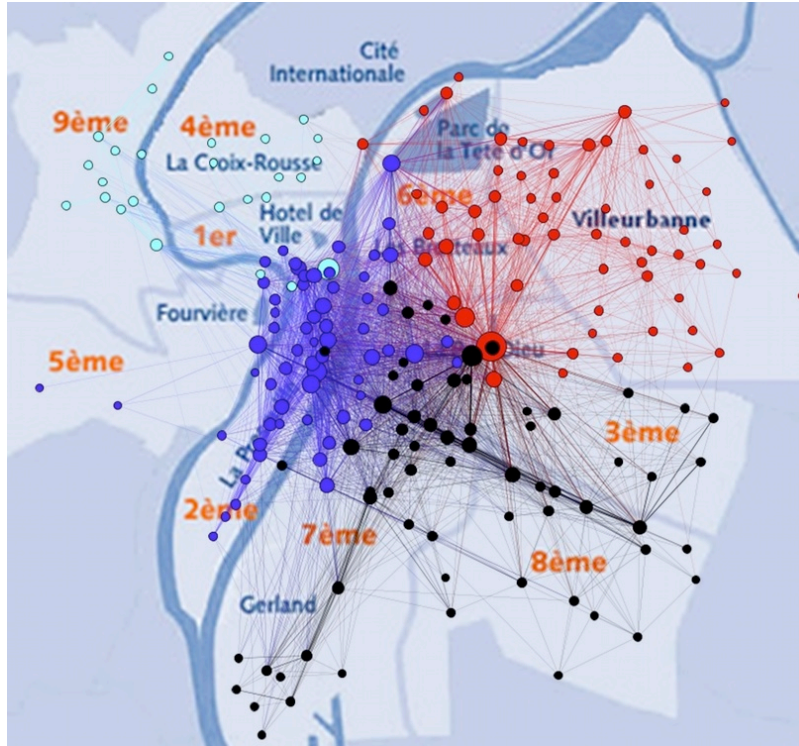 Cité
Internationale
9ème
4ème
Parc de
la Tete d'Or
La Croix-Rousse
6ème
Hotel de
Ville
Villeurbanne
1er
Fourvière
5ème
3ème
2ème
7ème
8ème
Gerland